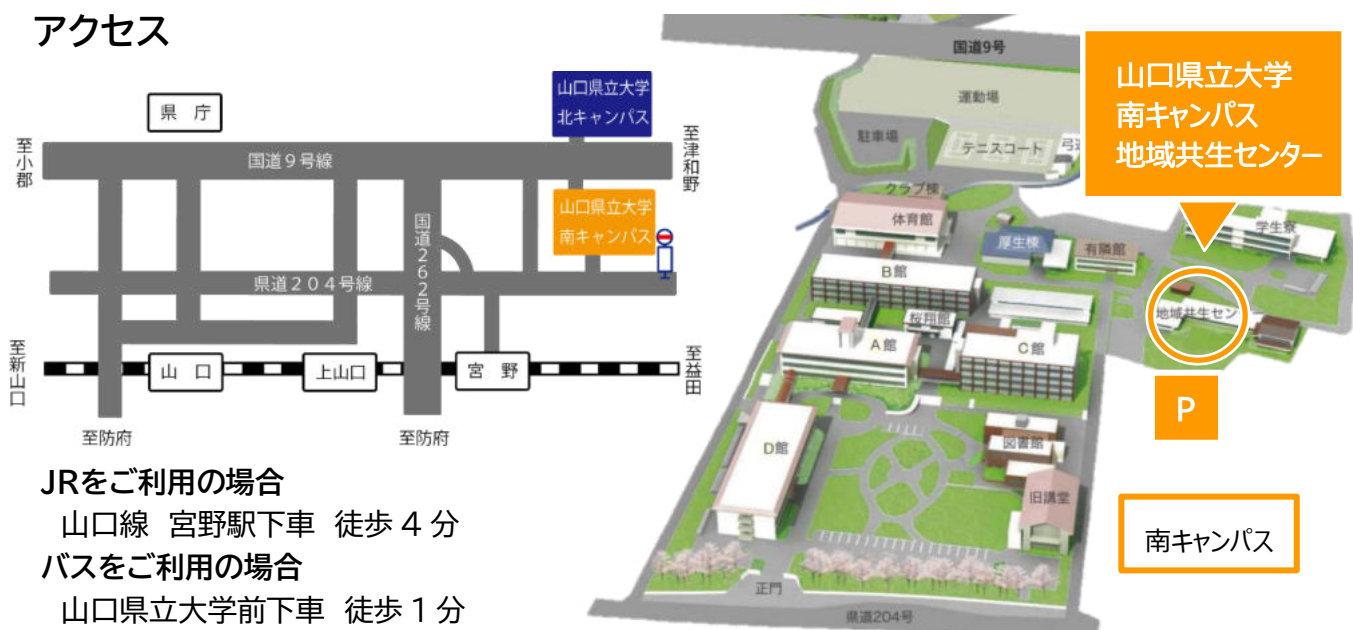 アクセス
県 庁
山口県立大学
北キャンパス
至小郡
国道９号線
至津和野
山口県立大学
南キャンパス
国道２６２号線
県道２０４号線
至新山口
山 口
上山口
宮 野
至益田
至防府
至防府
JRをご利用の場合
山口線 宮野駅下車 徒歩４分
バスをご利用の場合
山口県立大学前下車 徒歩１分
国道9号
運動場
駐車場
テニスコート
クラブ棟
体育館
厚生棟
有隣館
学生寮
B館
桜翔館
A館
C館
地域共生セン
D館
図書館
旧講堂
正門
県道204号
山口県立大学
南キャンパス
地域共生センター
P
南キャンパス